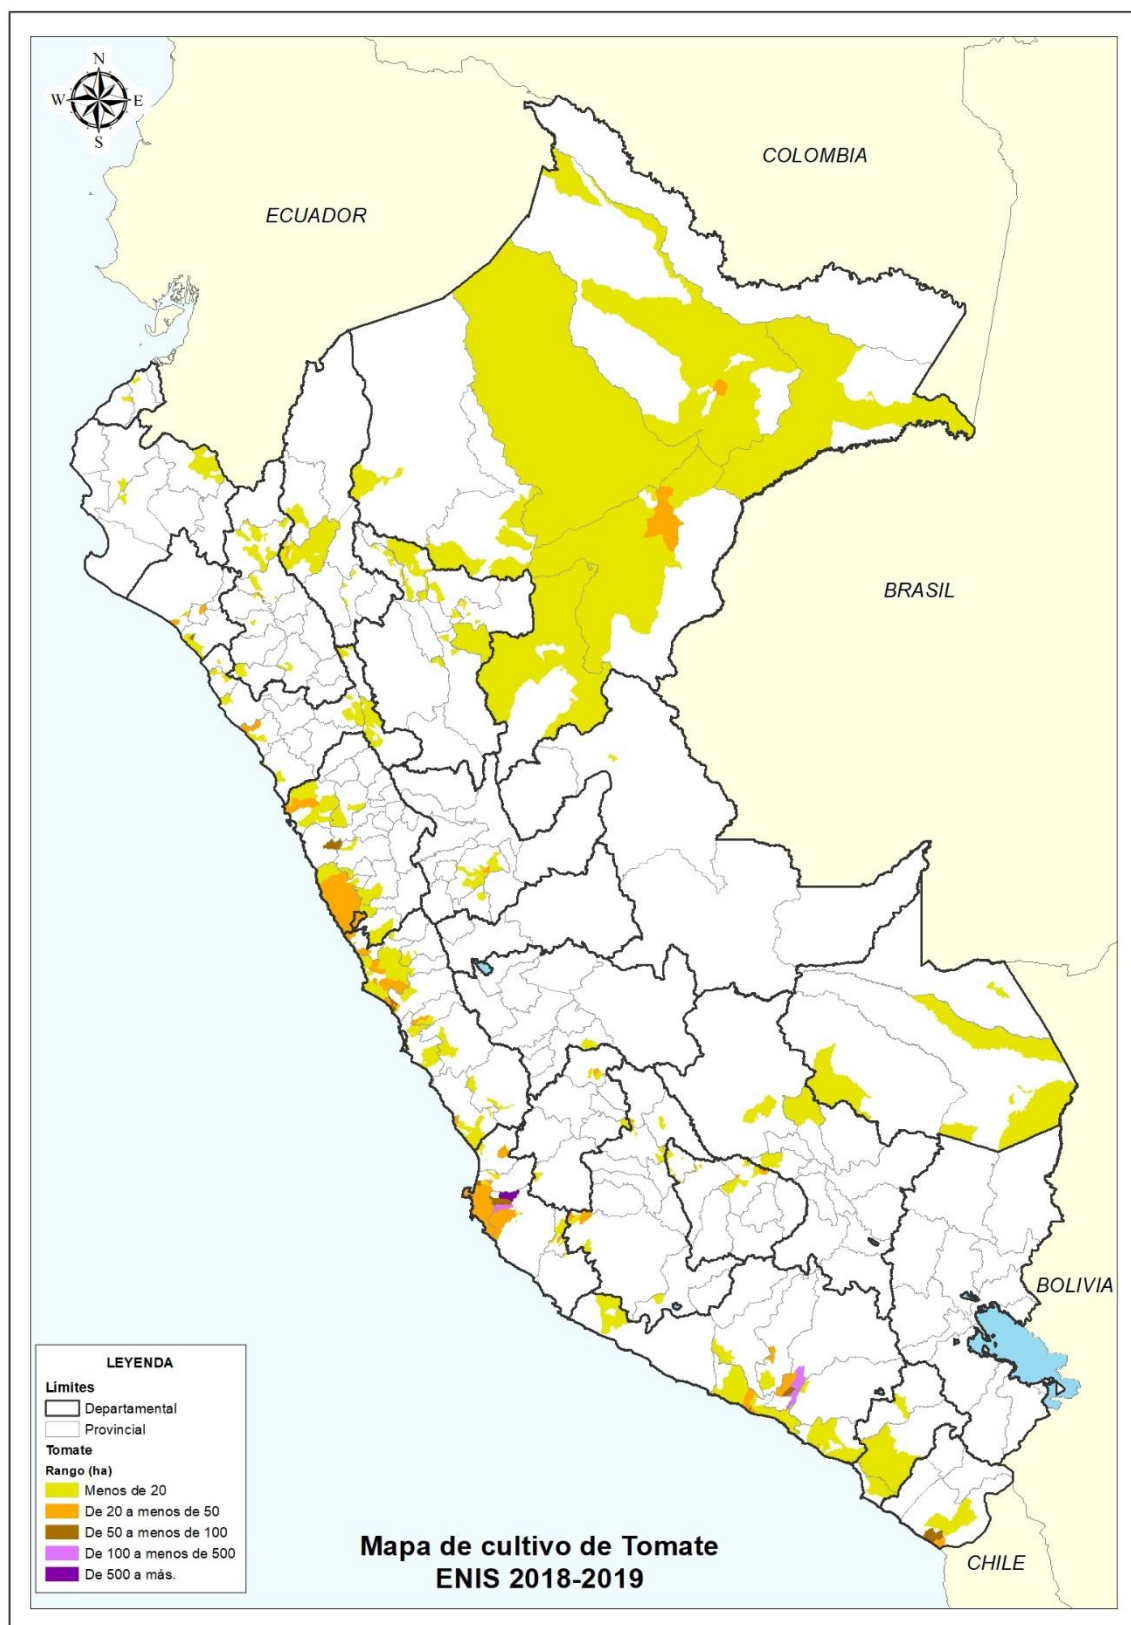 N
W E
S
COLOMBIA
ECUADOR
BRASIL
BOLIVIA
LEYENDA
Límites
Departamental
Provincial
Tomate
Rango (ha)
Menos de 20
De 20 a menos de 50
De 50 a menos de 100
De 100 a menos de 500
De 500 a más.
Mapa de cultivo de Tomate
ENIS 2018-2019
CHILE